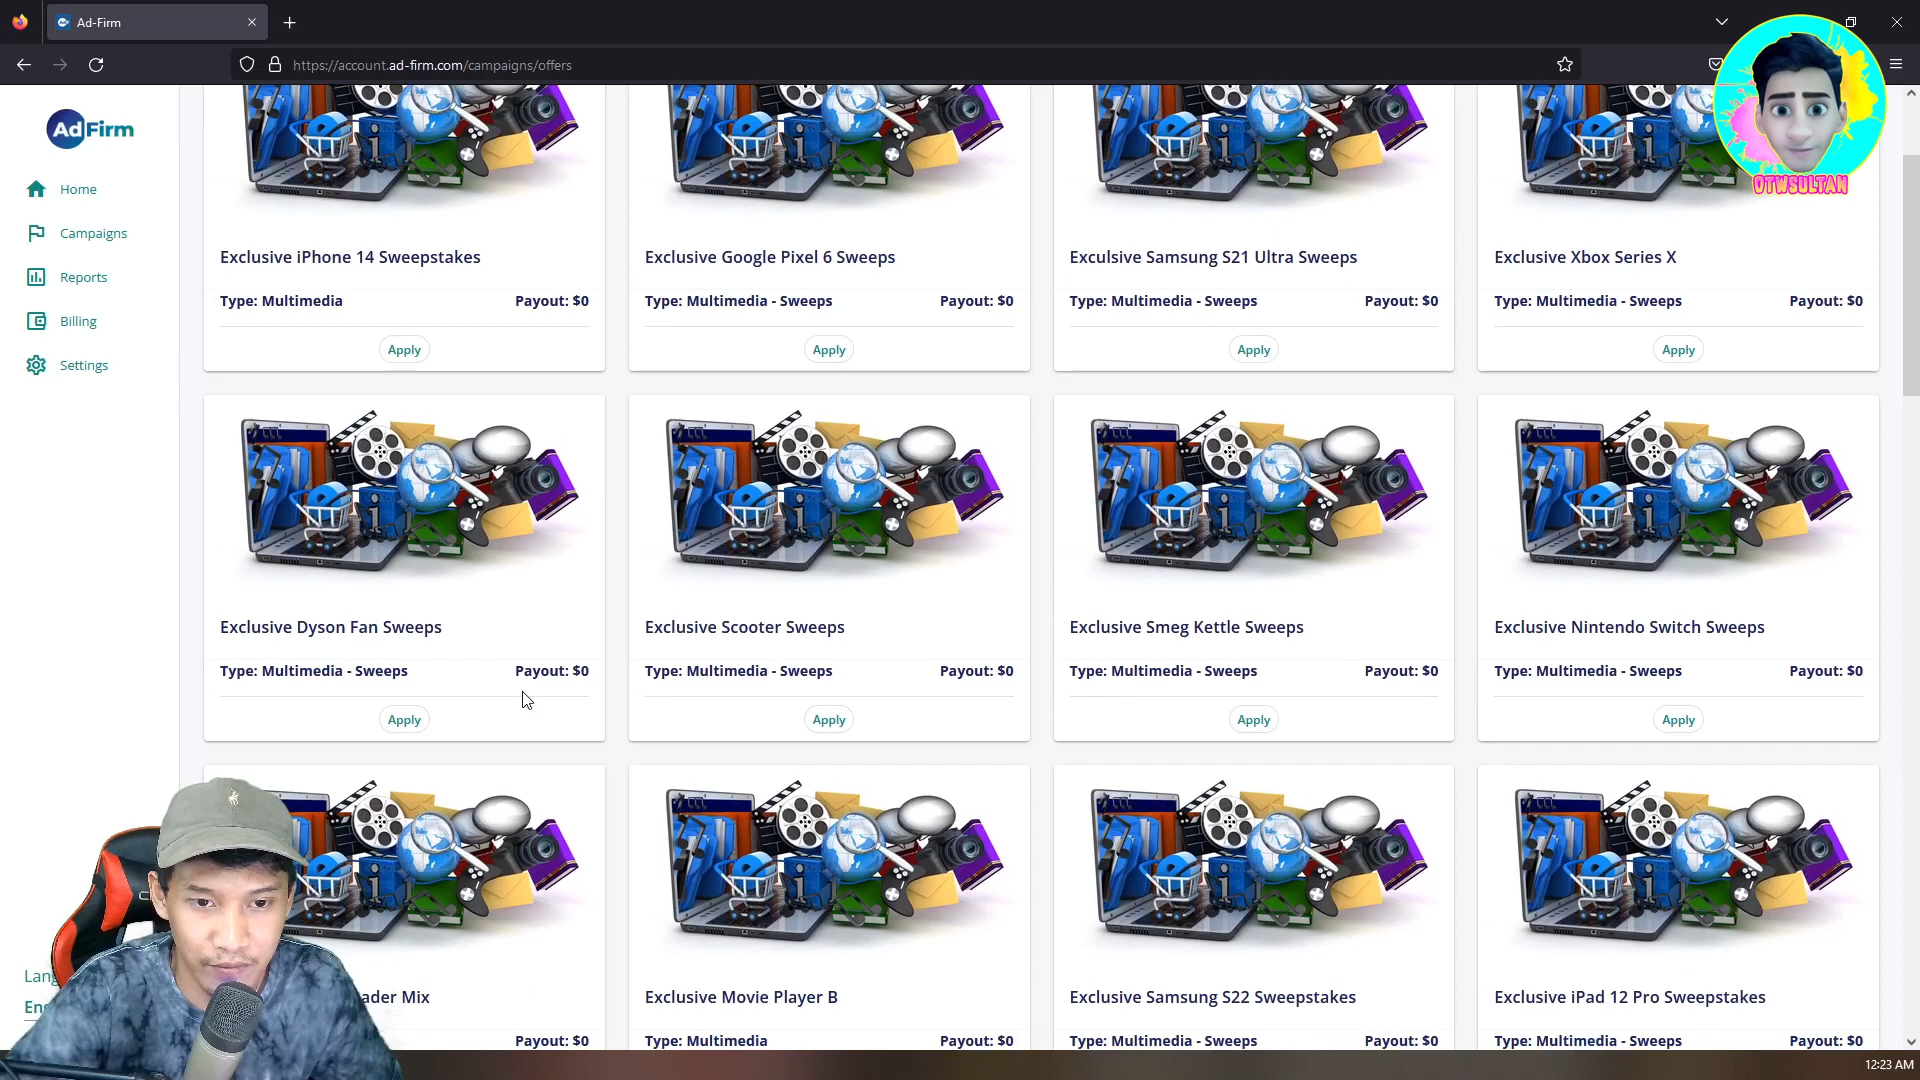 Ad-Firm
https://account.ad-firm.com/campaigns/offers
AdFirm
Home
Campaigns
Reports
Billing
Settings
OTWSULTAN
Exclusive iPhone 14 Sweepstakes
Type: Multimedia
Payout: $0
Apply
Exclusive Google Pixel 6 Sweeps
Type: Multimedia - Sweeps
Payout: $0
Apply
Exculsive Samsung S21 Ultra Sweeps
Type: Multimedia - Sweeps
Payout: $0
Apply
Exclusive Xbox Series X
Type: Multimedia - Sweeps
Payout: $0
Apply
Exclusive Dyson Fan Sweeps
Type: Multimedia - Sweeps
Payout: $0
Apply
Exclusive Scooter Sweeps
Type: Multimedia - Sweeps
Payout: $0
Apply
Exclusive Smeg Kettle Sweeps
Type: Multimedia - Sweeps
Payout: $0
Apply
Exclusive Nintendo Switch Sweeps
Type: Multimedia - Sweeps
Payout: $0
Apply
Mix
Payout: $0
Exclusive Movie Player B
Type: Multimedia
Payout: $0
Exclusive Samsung S22 Sweepstakes
Type: Multimedia - Sweeps
Payout: $0
Exclusive iPad 12 Pro Sweepstakes
Type: Multimedia - Sweeps
Payout: $0
12:23 AM